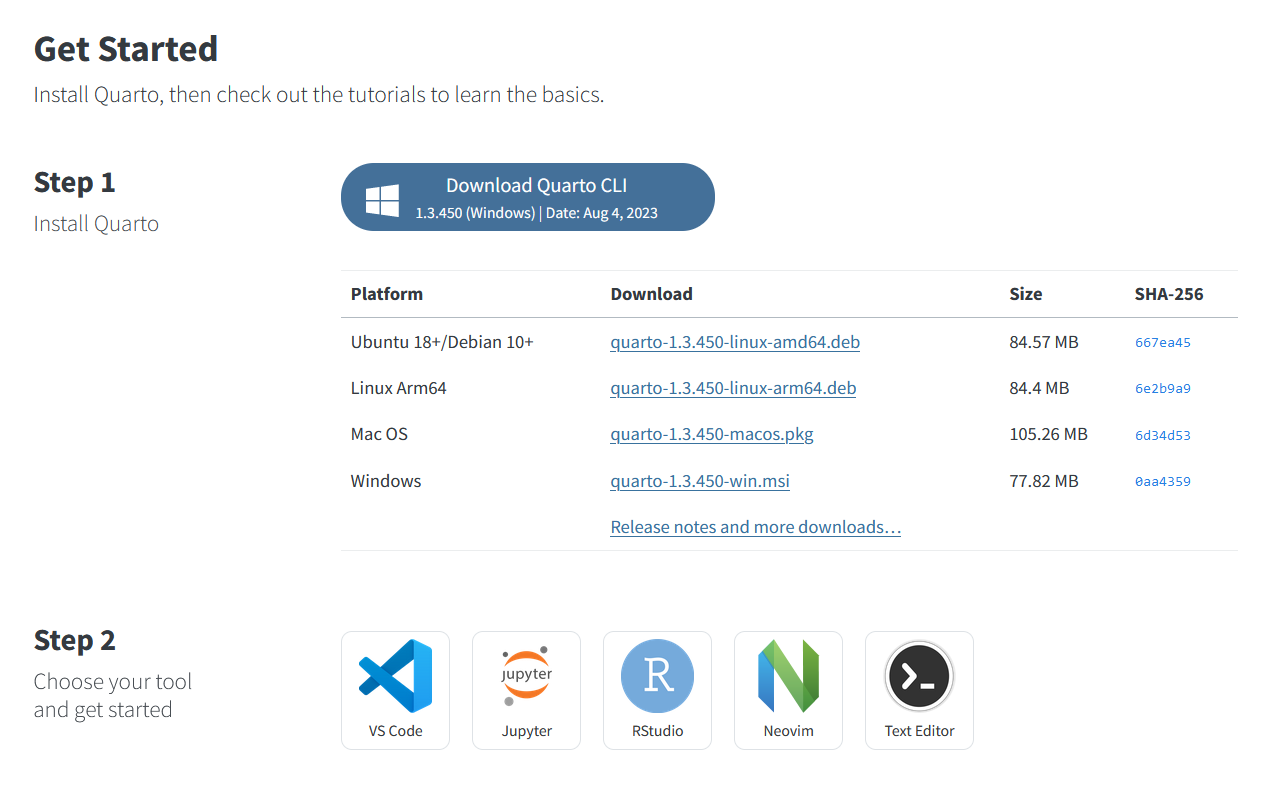 Get Started
Install Quarto, then check out the tutorials to learn the basics.
Step 1
Install Quarto
Download Quarto CLI
1.3.450 (Windows) | Date: Aug 4, 2023
Platform Download Size SHA-256
Ubuntu 18+/Debian 10+ quarto-1.3.450-linux-amd64.deb 84.57 MB 667ea45
Linux Arm64 quarto-1.3.450-linux-arm64.deb 84.4 MB 6e2b9a9
Mac OS quarto-1.3.450-macos.pkg 105.26 MB 6d34d53
Windows quarto-1.3.450-win.msi 77.82 MB 0aa4359
Release notes and more downloads…
Step 2
Choose your tool
and get started
jupyter
R
VS Code Jupyter RStudio Neovim Text Editor